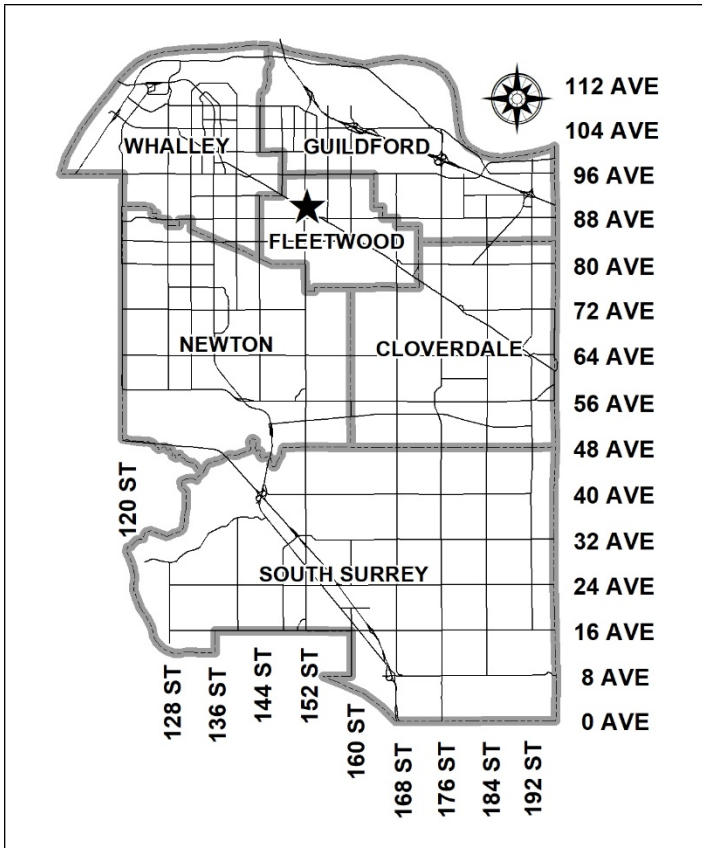 112 AVE
104 AVE
WHALLEY
GUILDFORD
96 AVE
88 AVE
FLEETWOOD
80 AVE
72 AVE
NEWTON
CLOVERDALE
64 AVE
56 AVE
48 AVE
120 ST
40 AVE
32 AVE
SOUTH SURREY
24 AVE
16 AVE
8 AVE
0 AVE
128 ST
136 ST
144 ST
152 ST
160 ST
168 ST
176 ST
184 ST
192 ST